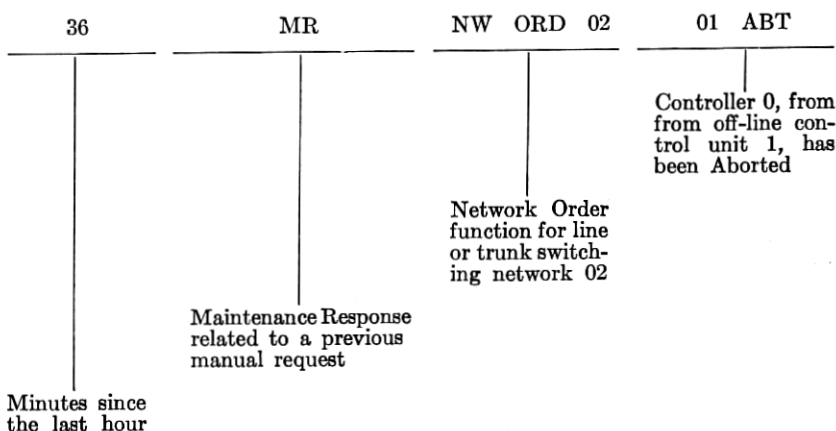 36 MR NW ORD 02 01 ABT
Controller 0, from
from off-line con-
trol unit 1, has
been Aborted
Network Order
function for line
or trunk switch-
ing network 02
Maintenance Response
related to a previous
manual request
Minutes since
the last hour